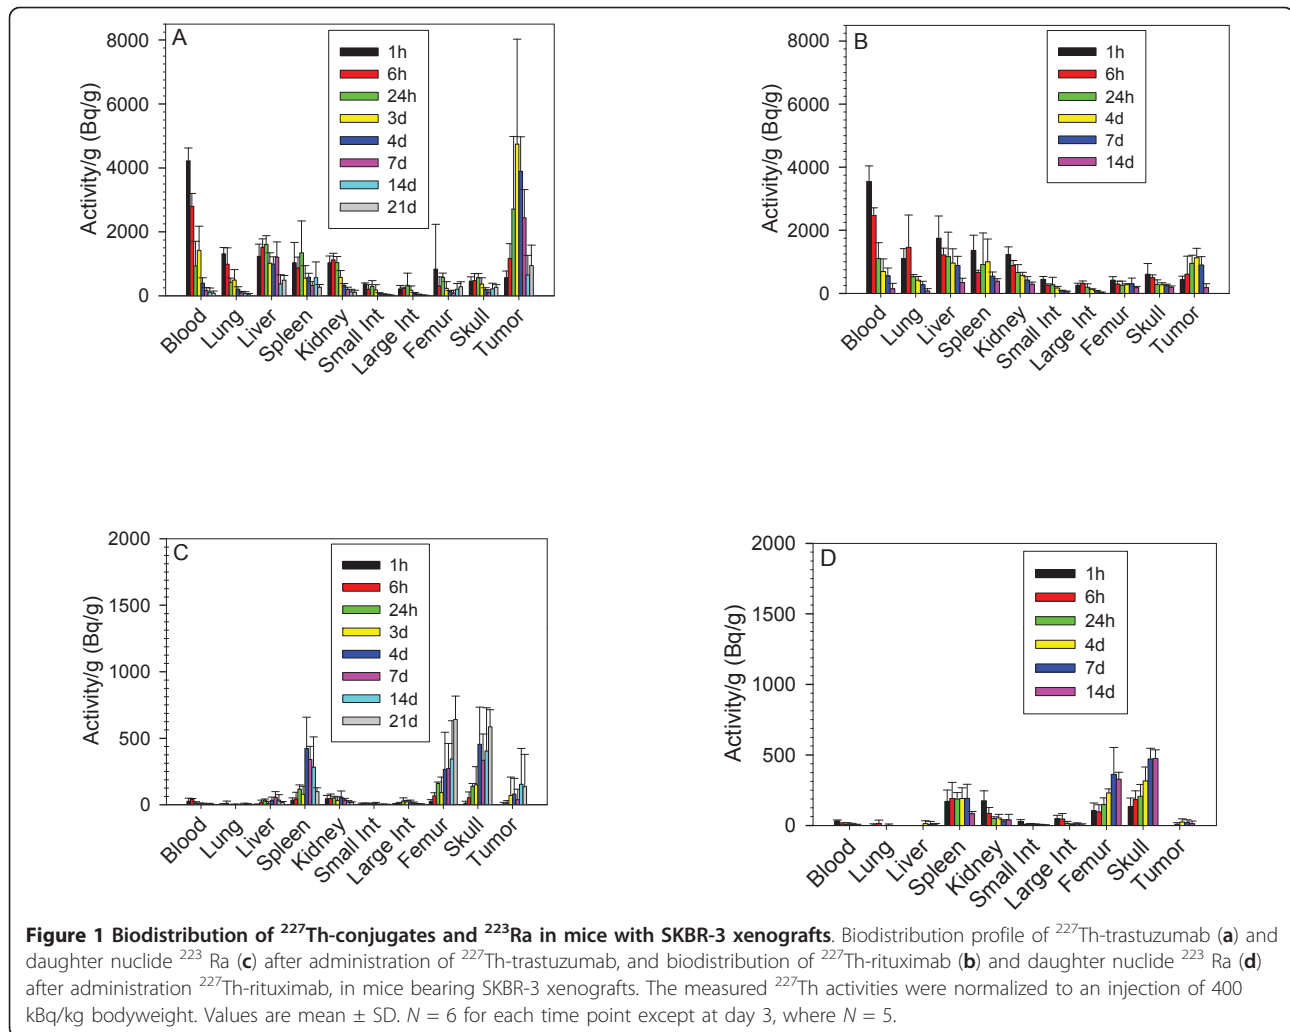 A
8000
6000
4000
2000
0
Activity/g (Bq/g)
1h
6h
24h
3d
4d
7d
14d
21d
Blood
Lung
Liver
Spleen
Kidney
Small Int
Large Int
Femur
Skull
Tumor
B
8000
6000
4000
2000
0
Activity/g (Bq/g)
1h
6h
24h
4d
7d
14d
Blood
Lung
Liver
Spleen
Kidney
Small Int
Large Int
Femur
Skull
Tumor
C
2000
1500
1000
500
0
Activity/g (Bq/g)
1h
6h
24h
3d
4d
7d
14d
21d
Blood
Lung
Liver
Spleen
Kidney
Small Int
Large Int
Femur
Skull
Tumor
D
2000
1500
1000
500
0
Activity/g (Bq/g)
1h
6h
24h
4d
7d
14d
Blood
Lung
Liver
Spleen
Kidney
Small Int
Large Int
Femur
Skull
Tumor
Figure 1 Biodistribution of ²²⁷Th-conjugates and ²²³Ra in mice with SKBR-3 xenografts. Biodistribution profile of ²²⁷Th-trastuzumab (a) and
daughter nuclide ²²³ Ra (c) after administration of ²²⁷Th-trastuzumab, and biodistribution of ²²⁷Th-rituximab (b) and daughter nuclide ²²³ Ra (d)
after administration ²²⁷Th-rituximab, in mice bearing SKBR-3 xenografts. The measured ²²⁷Th activities were normalized to an injection of 400
kBq/kg bodyweight. Values are mean ± SD. N = 6 for each time point except at day 3, where N = 5.